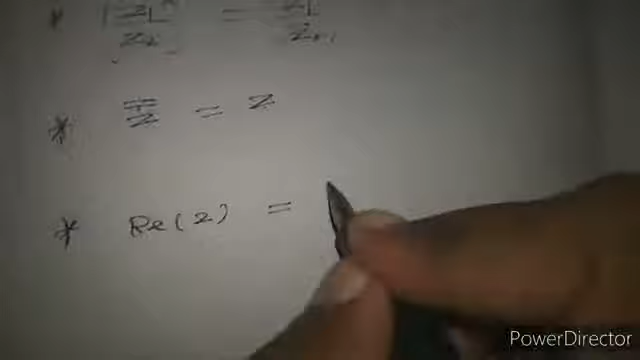 * z̿ = z
* Re(z) =
PowerDirector